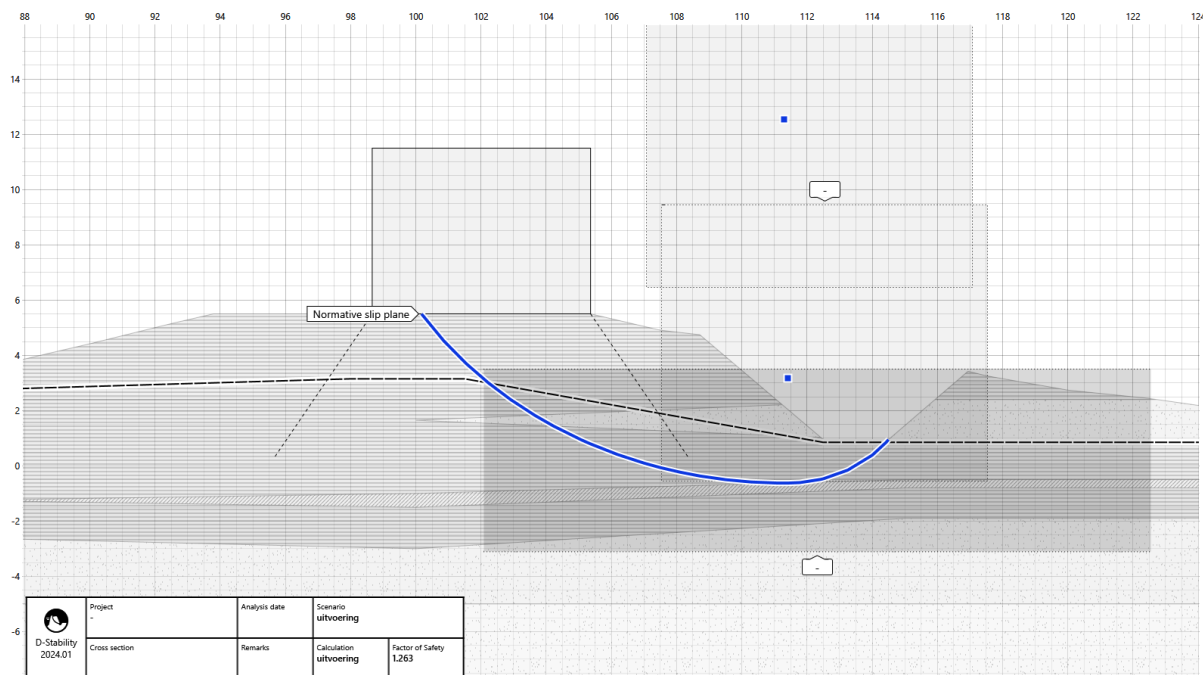 88 90 92 94 96 98 100 102 104 106 108 110 112 114 116 118 120 122 124
14
12
10
-
8
6
Normative slip plane
4
2
0
-2
-4
-
-6
Project
-
Analysis date
Scenario
uitvoering
D-Stability
2024.01
Cross section
Remarks
Calculation
uitvoering
Factor of Safety
1.263